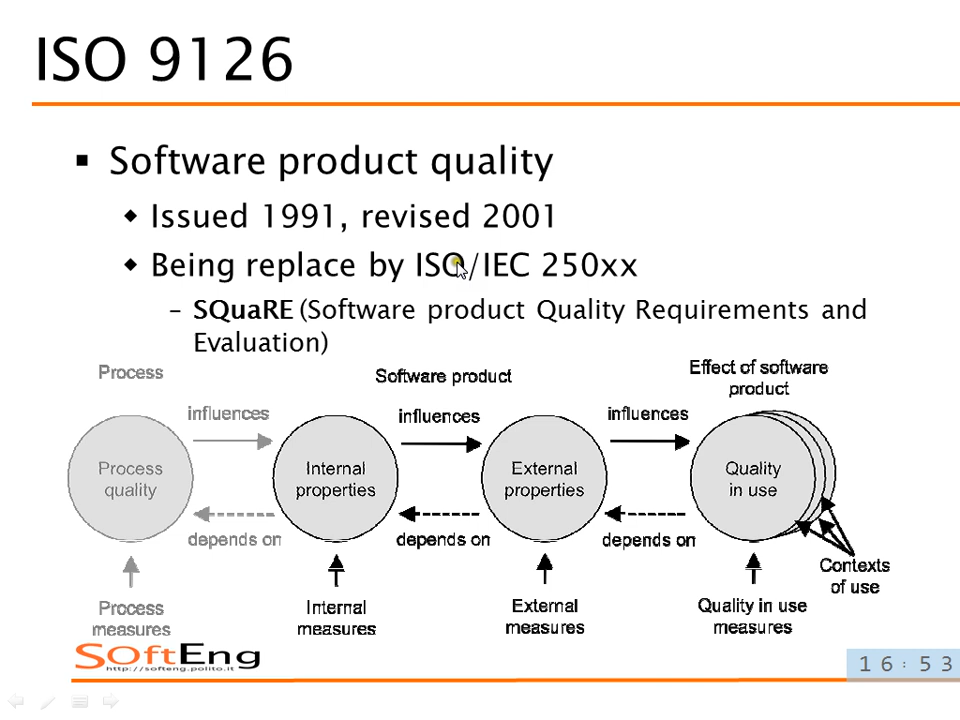 ISO 9126
Software product quality
Issued 1991, revised 2001
Being replace by ISO/IEC 250xx
– SQuaRE (Software product Quality Requirements and
Evaluation)
Process
Software product
Effect of software
product
influences
influences
influences
Process
quality
Internal
properties
External
properties
Quality
in use
depends on
depends on
depends on
Contexts
of use
Process
measures
Internal
measures
External
measures
Quality in use
measures
SOftEng
http://softeng.polito.it
16:53